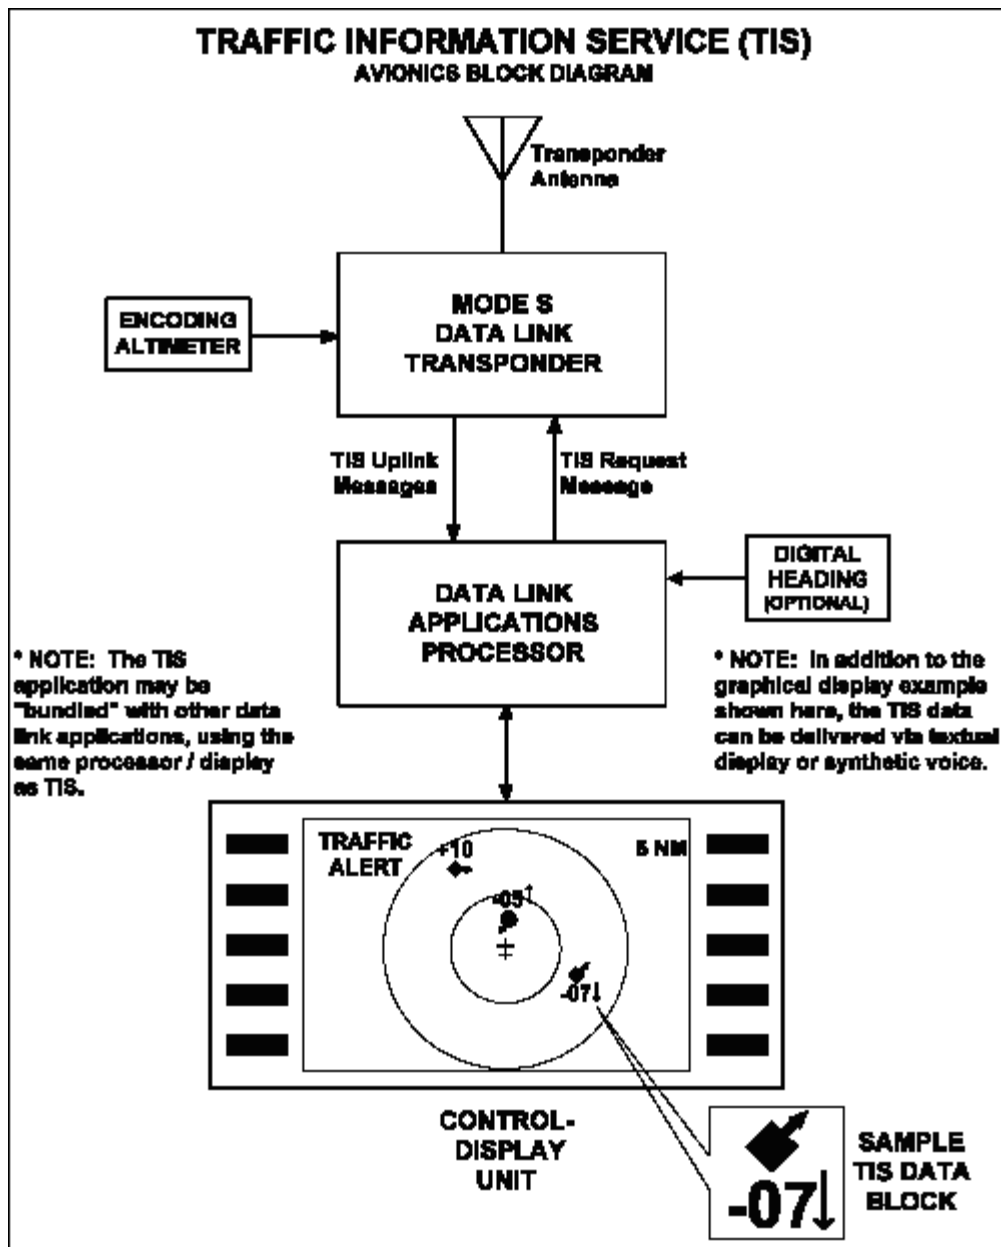 TRAFFIC INFORMATION SERVICE (TIS)
AVIONICS BLOCK DIAGRAM
Transponder
Antenna
MODE S
DATA LINK
TRANSPONDER
ENCODING
ALTIMETER
TIS Uplink
Messages
TIS Request
Message
DATA LINK
APPLICATIONS
PROCESSOR
DIGITAL
HEADING
(OPTIONAL)
* NOTE: The TIS
application may be
"bundled" with other data
link applications, using the
same processor / display
as TIS.
* NOTE: In addition to the
graphical display example
shown here, the TIS data
can be delivered via textual
display or synthetic voice.
TRAFFIC
ALERT
+10
5 NM
-05↑
-07↓
CONTROL-
DISPLAY
UNIT
-07↓
SAMPLE
TIS DATA
BLOCK